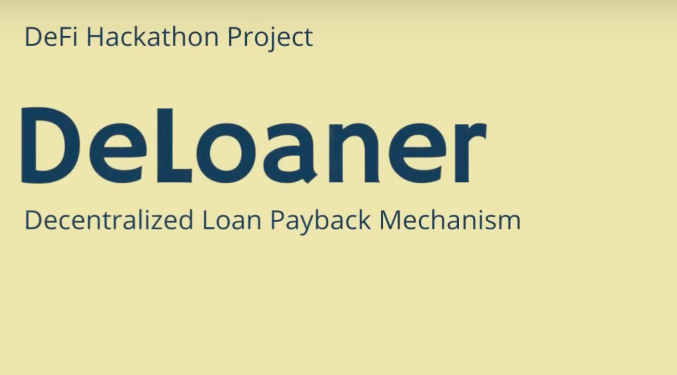 DeFi Hackathon Project
DeLoaner
Decentralized Loan Payback Mechanism